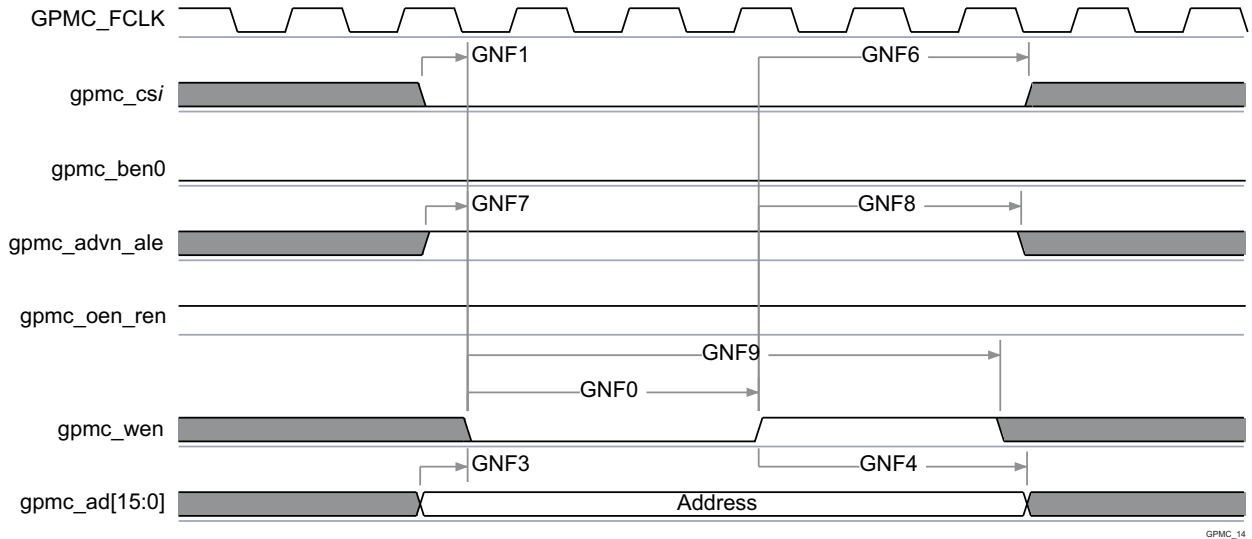 GPMC_FCLK
GNF1
GNF6
gpmc_csi
gpmc_ben0
GNF7
GNF8
gpmc_advn_ale
gpmc_oen_ren
GNF9
GNF0
gpmc_wen
GNF3
GNF4
gpmc_ad[15:0]
Address
GPMC_14